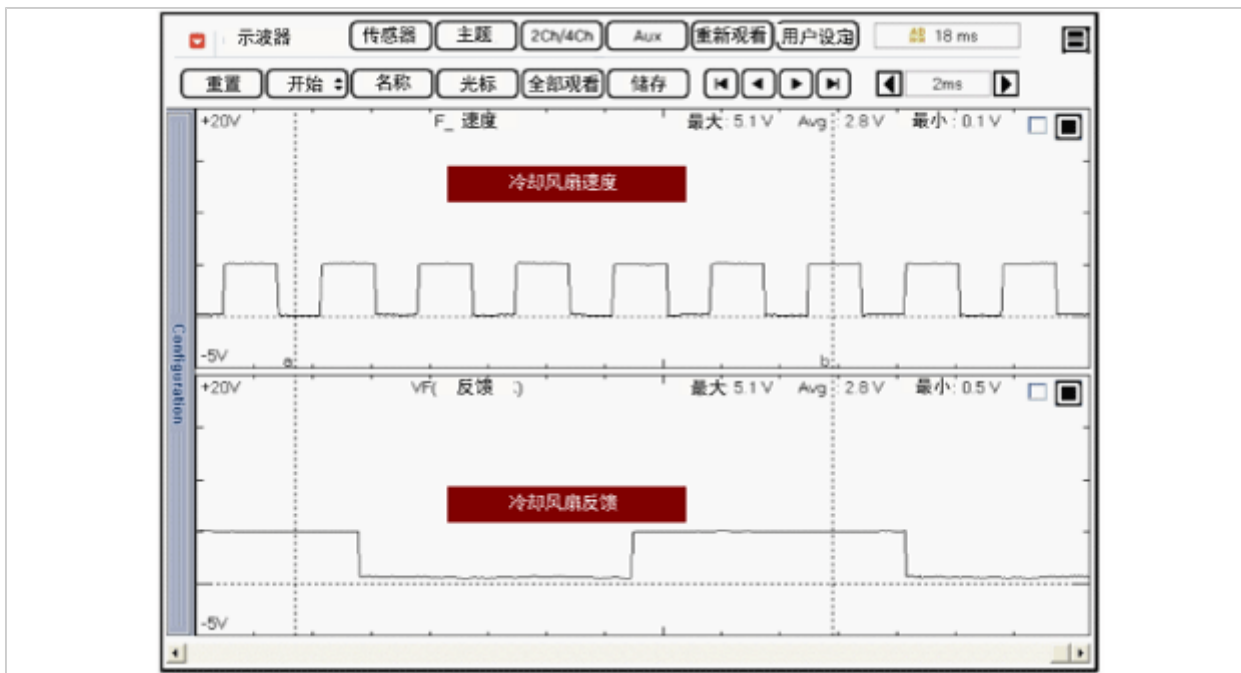 示波器 传感器 主题 2Ch/4Ch Aux 重新观看 用户设定 18 ms
重置 开始 名称 光标 全部观看 储存 2ms
+20V F_ 速度 最大: 5.1 V Avg: 2.8 V 最小: 0.1 V
冷却风扇速度
-5V a: b:
Configuration
+20V VF( 反馈 :) 最大 5.1 V Avg: 2.8 V 最小: 0.5 V
冷却风扇反馈
-5V